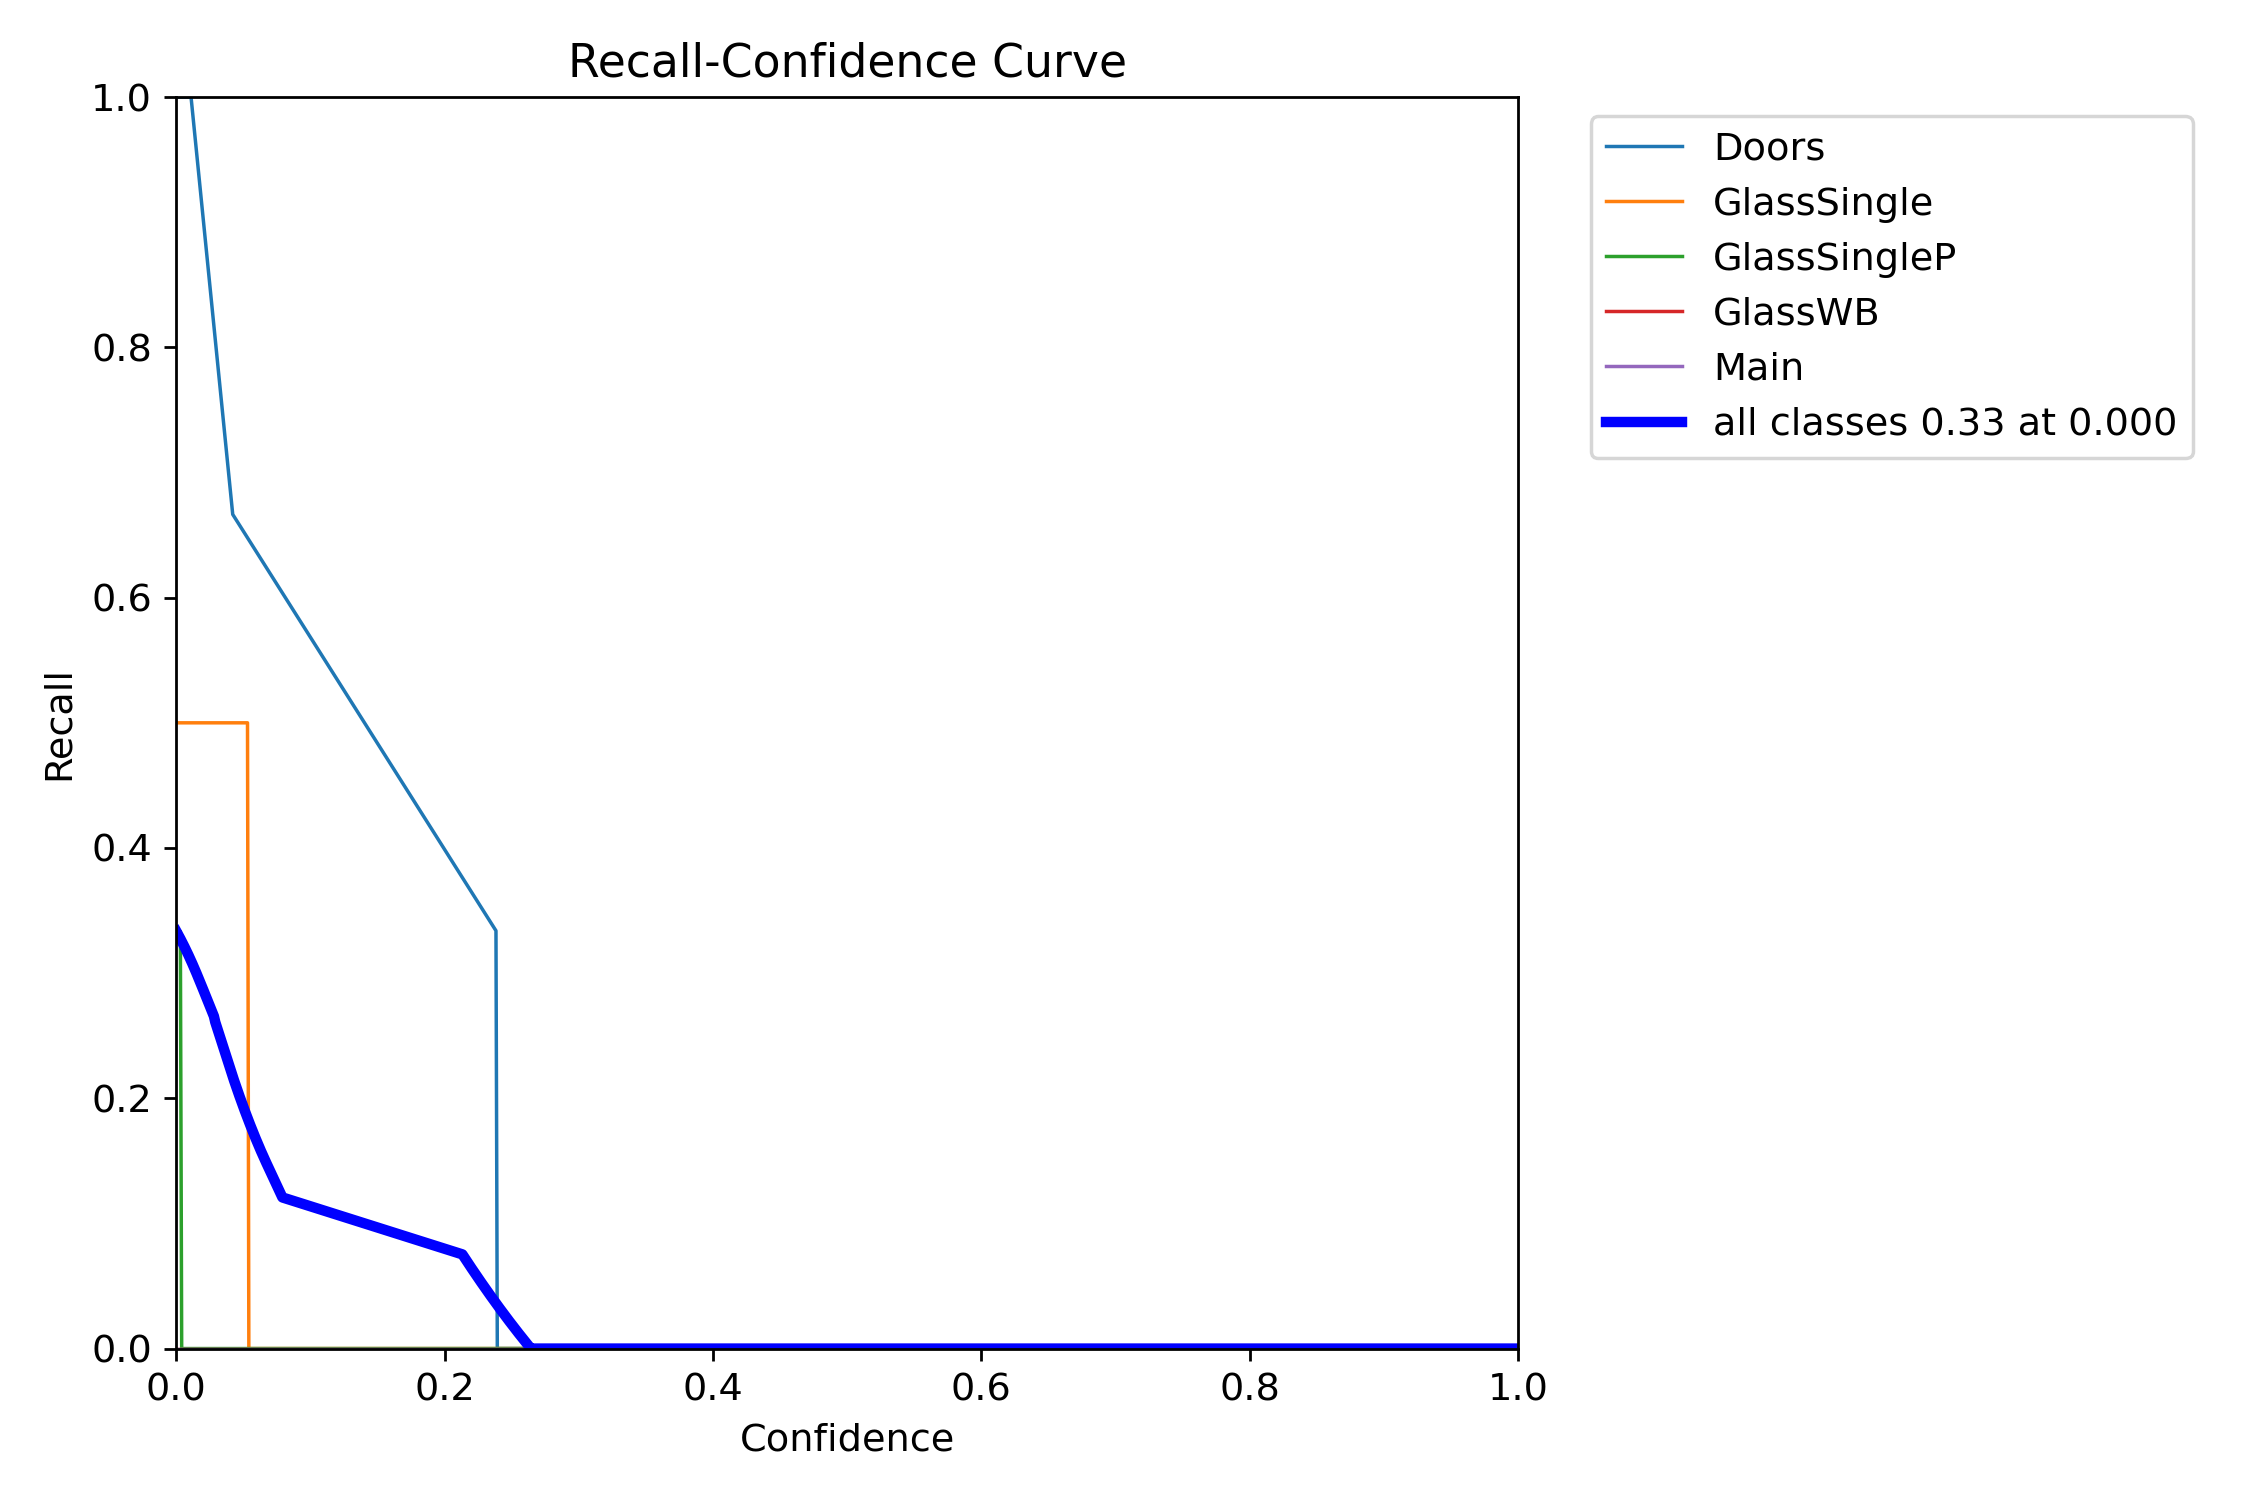 Recall-Confidence Curve
1.0
0.8
0.6
0.4
0.2
0.0
Recall
0.0 0.2 0.4 0.6 0.8 1.0
Confidence
Doors
GlassSingle
GlassSingleP
GlassWB
Main
all classes 0.33 at 0.000